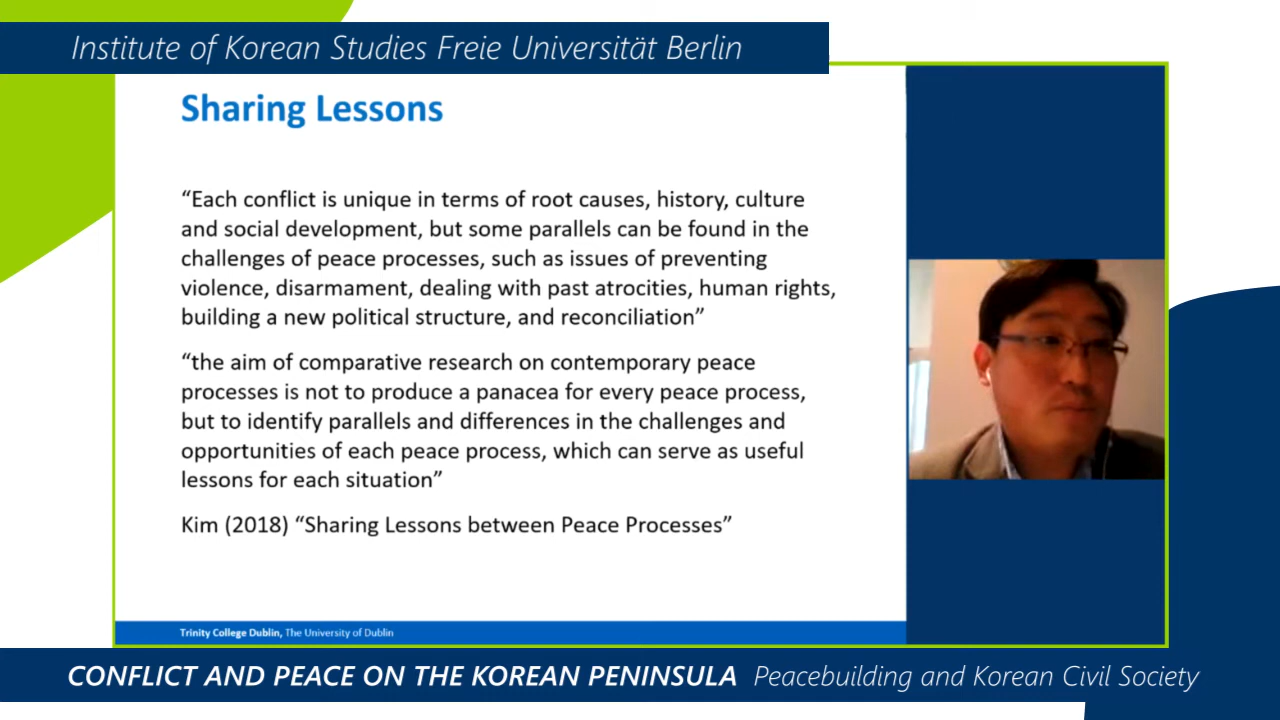 Institute of Korean Studies Freie Universität Berlin
Sharing Lessons
“Each conflict is unique in terms of root causes, history, culture
and social development, but some parallels can be found in the
challenges of peace processes, such as issues of preventing
violence, disarmament, dealing with past atrocities, human rights,
building a new political structure, and reconciliation”
“the aim of comparative research on contemporary peace
processes is not to produce a panacea for every peace process,
but to identify parallels and differences in the challenges and
opportunities of each peace process, which can serve as useful
lessons for each situation”
Kim (2018) “Sharing Lessons between Peace Processes”
Trinity College Dublin, The University of Dublin
CONFLICT AND PEACE ON THE KOREAN PENINSULA Peacebuilding and Korean Civil Society